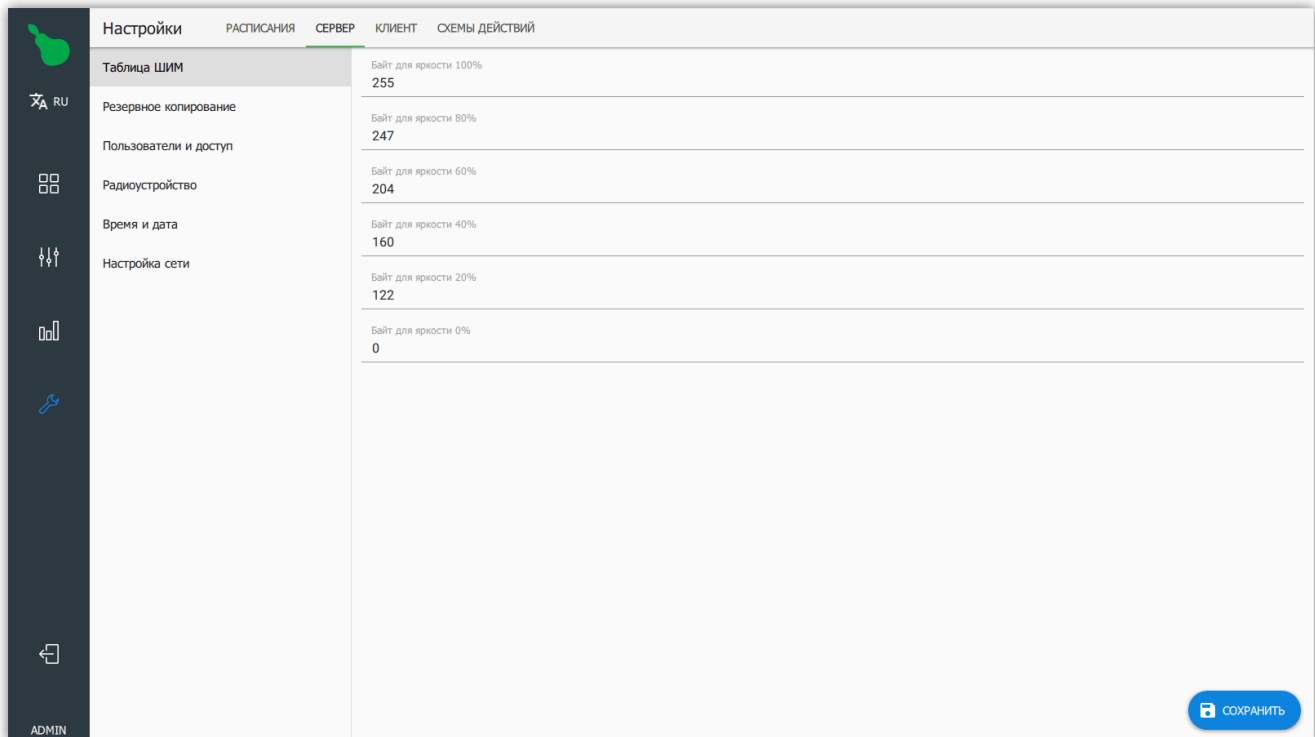 Настройки РАСПИСАНИЯ СЕРВЕР КЛИЕНТ СХЕМЫ ДЕЙСТВИЙ
RU
ADMIN
Таблица ШИМ
Резервное копирование
Пользователи и доступ
Радиоустройство
Время и дата
Настройка сети
Байт для яркости 100%
255
Байт для яркости 80%
247
Байт для яркости 60%
204
Байт для яркости 40%
160
Байт для яркости 20%
122
Байт для яркости 0%
0
СОХРАНИТЬ